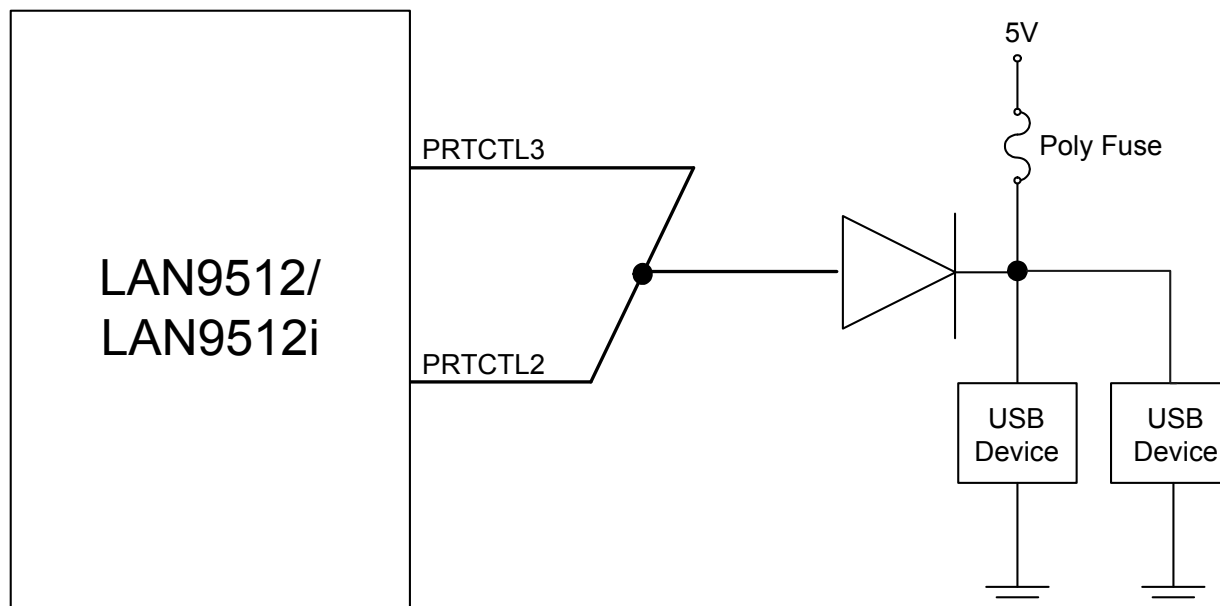 5V
Poly Fuse
PRTCTL3
LAN9512/
LAN9512i
PRTCTL2
USB
Device
USB
Device